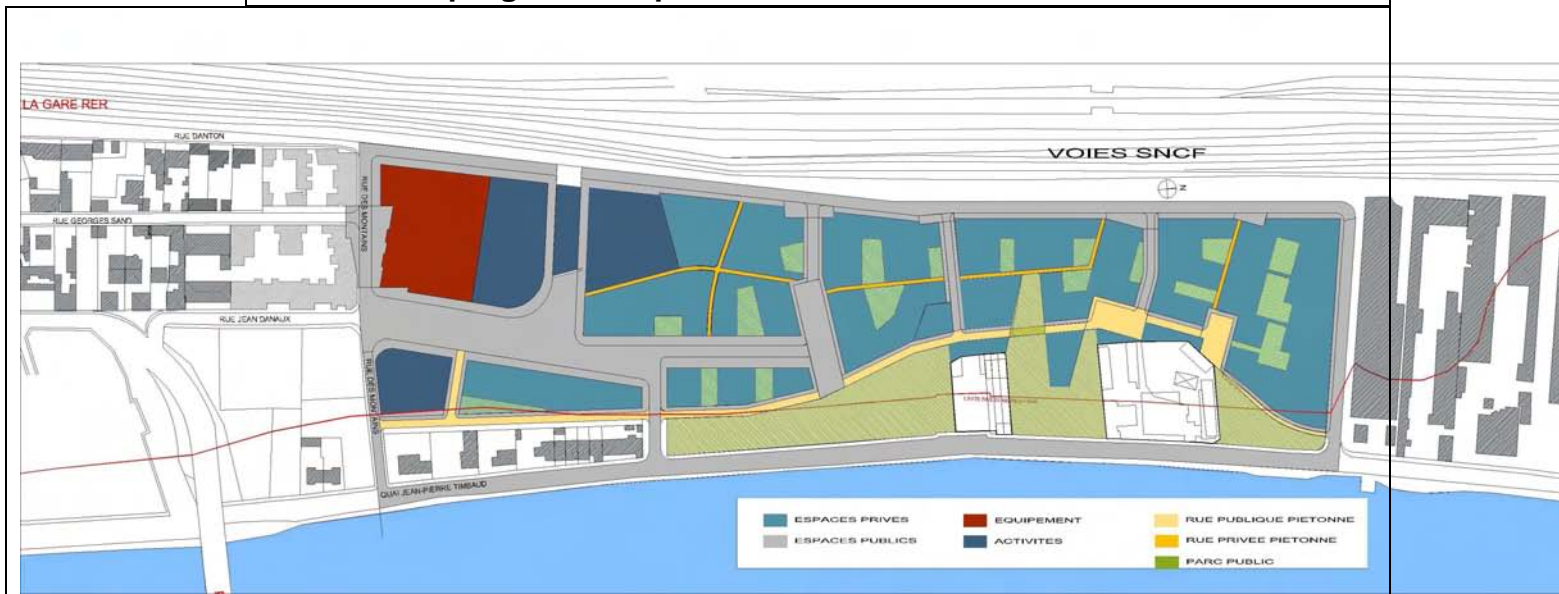 LA GARE RER
RUE DANTON
VOIES SNCF
N
RUE GEORGES SAND
RUE DES MONTAINS
RUE JEAN DANAUX
RUE DES MONTAINS
QUAI JEAN-PIERRE TIMBAUD
ESPACES PRIVES
EQUIPEMENT
RUE PUBLIQUE PIETONNE
ESPACES PUBLICS
ACTIVITES
RUE PRIVEE PIETONNE
PARC PUBLIC